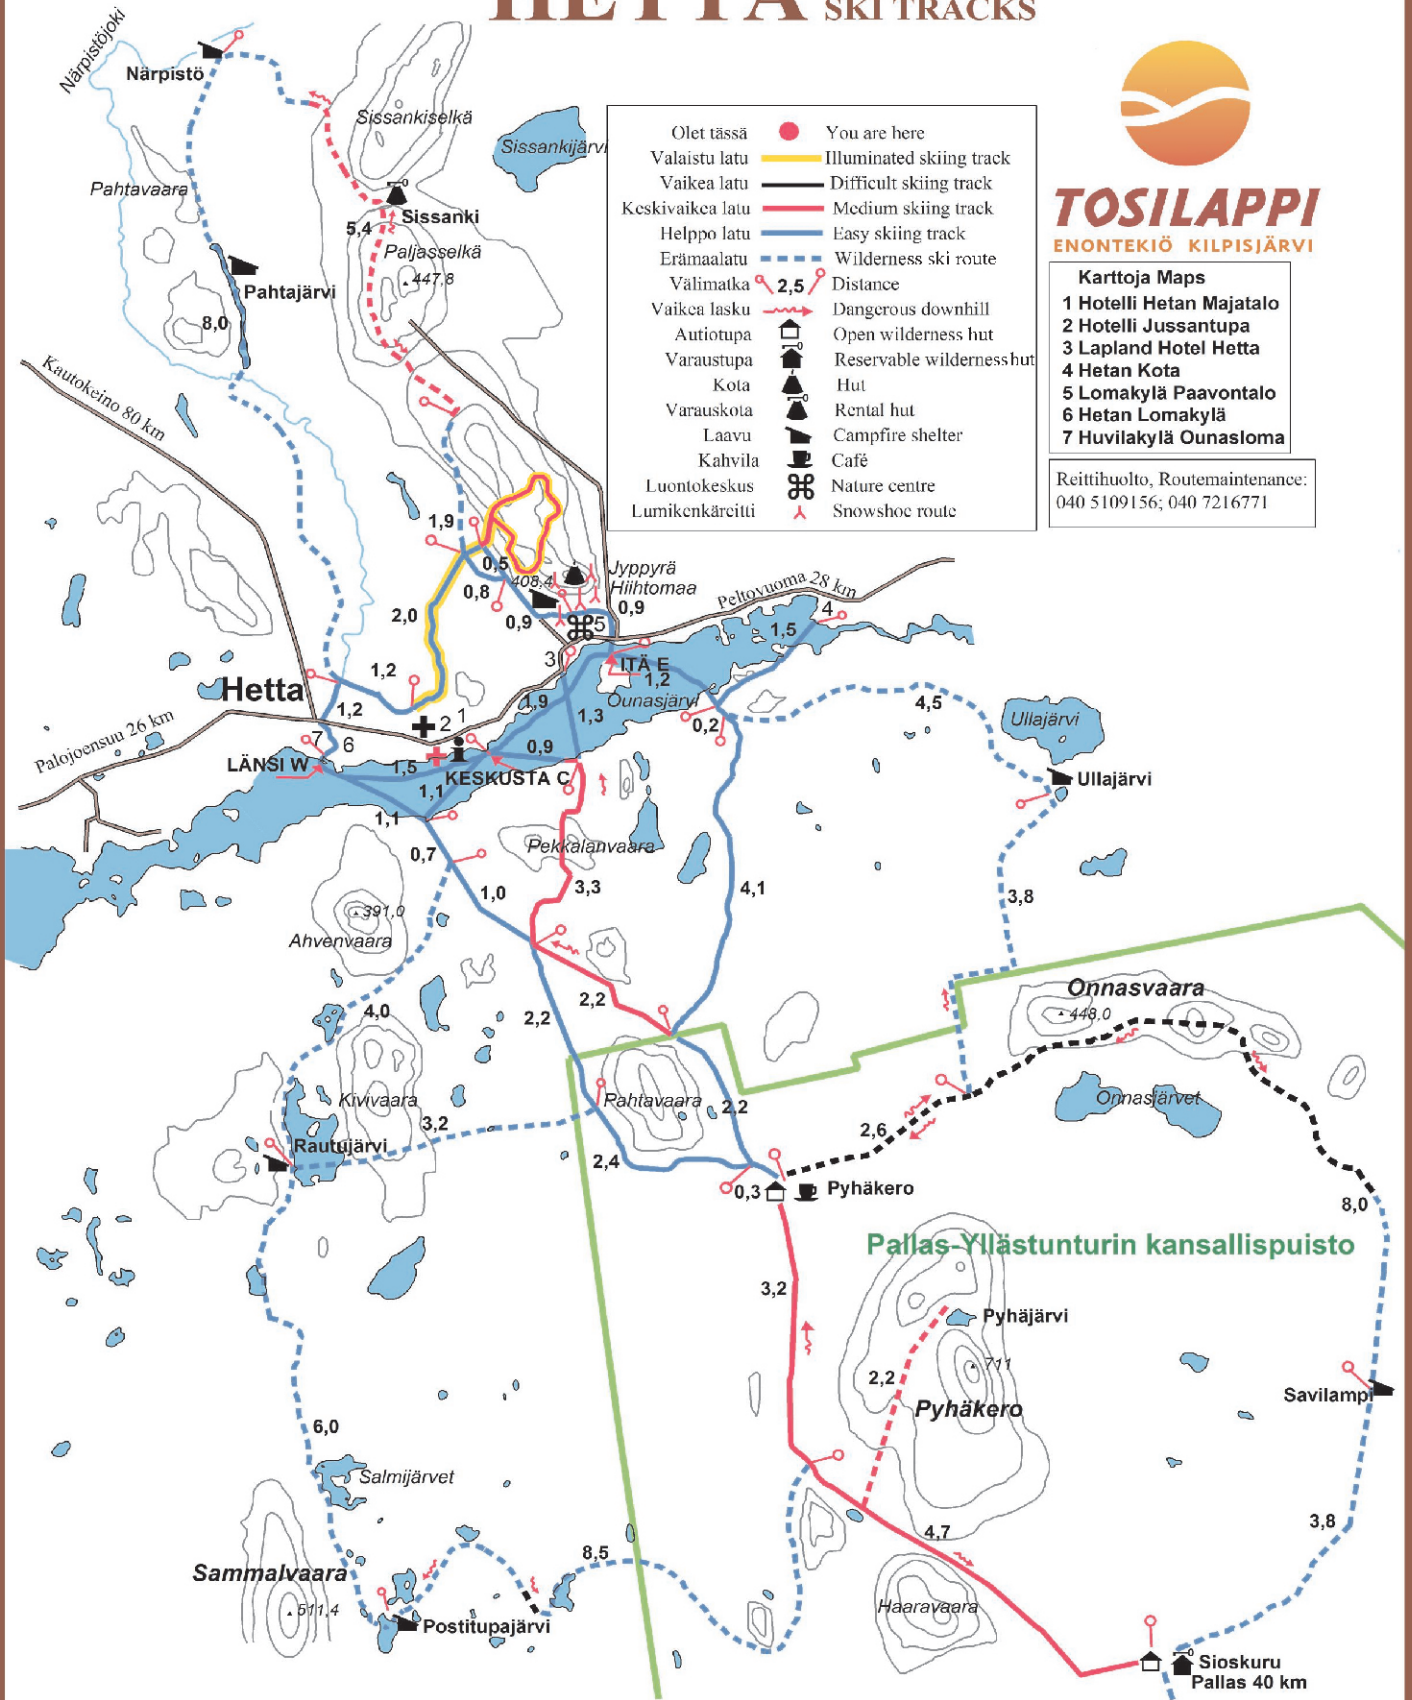 HETTA SKI TRACKS
Närpistöjoki
Närpistö
Sissankiselkä
Sissankijärvi
Pahtavaara
Sissanki
5,4
Paljasselkä
447,8
Pahtajärvi
8,0
Kautokeino 80 km
Olet tässä You are here
Valaistu latu Illuminated skiing track
Vaikea latu Difficult skiing track
Keskivaikea latu Medium skiing track
Helppo latu Easy skiing track
Erämaalatu Wilderness ski route
Välimatka 2,5 Distance
Vaikea lasku Dangerous downhill
Autiotupa Open wilderness hut
Varaustupa Reservable wilderness hut
Kota Hut
Varauskota Rental hut
Laavu Campfire shelter
Kahvila Café
Luontokeskus Nature centre
Lumikenkäreitti Snowshoe route
TOSILAPPI
ENONTEKIÖ KILPISJÄRVI
Karttoja Maps
1 Hotelli Hetan Majatalo
2 Hotelli Jussantupa
3 Lapland Hotel Hetta
4 Hetan Kota
5 Lomakylä Paavontalo
6 Hetan Lomakylä
7 Huvilakylä Ounasloma
Reittihuolto, Routemaintenance:
040 5109156; 040 7216771
1,9
0,5
408,4
Jyppyrä
Hiihtomaa
0,8
2,0
0,9
5
0,9
Peltovuoma 28 km
4
1,5
3
ITÄ E
1,2
1,2
Hetta
Ounasjärvi
1,9
1,2
1,3
0,2
4,5
Ullajärvi
2
1
Palojoensuu 26 km
7
6
0,9
LÄNSI W
1,5
KESKUSTA C
Ullajärvi
1,1
1,1
0,7
Pekkalanvaara
1,0
3,3
4,1
3,8
391,0
Ahvenvaara
Onnasvaara
448,0
4,0
2,2
2,2
Kivivaara
Pahtavaara
2,2
Onnasjärvet
3,2
2,6
Rautujärvi
2,4
0,3
Pyhäkero
8,0
Pallas-Yllästunturin kansallispuisto
3,2
Pyhäjärvi
711
2,2
Pyhäkero
Savilampi
6,0
Salmijärvet
4,7
3,8
8,5
Sammalvaara
511,4
Haaravaara
Postitupajärvi
Sioskuru
Pallas 40 km